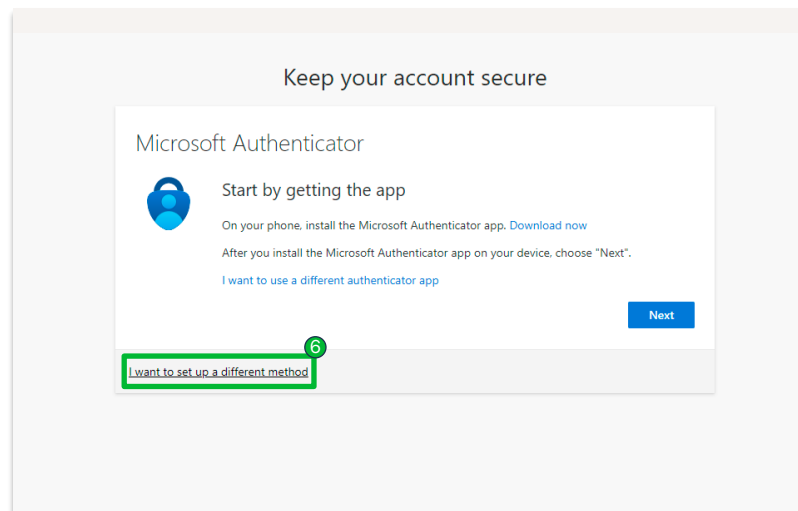 Keep your account secure
Microsoft Authenticator
Start by getting the app
On your phone, install the Microsoft Authenticator app. Download now
After you install the Microsoft Authenticator app on your device, choose "Next".
I want to use a different authenticator app
Next
6
I want to set up a different method